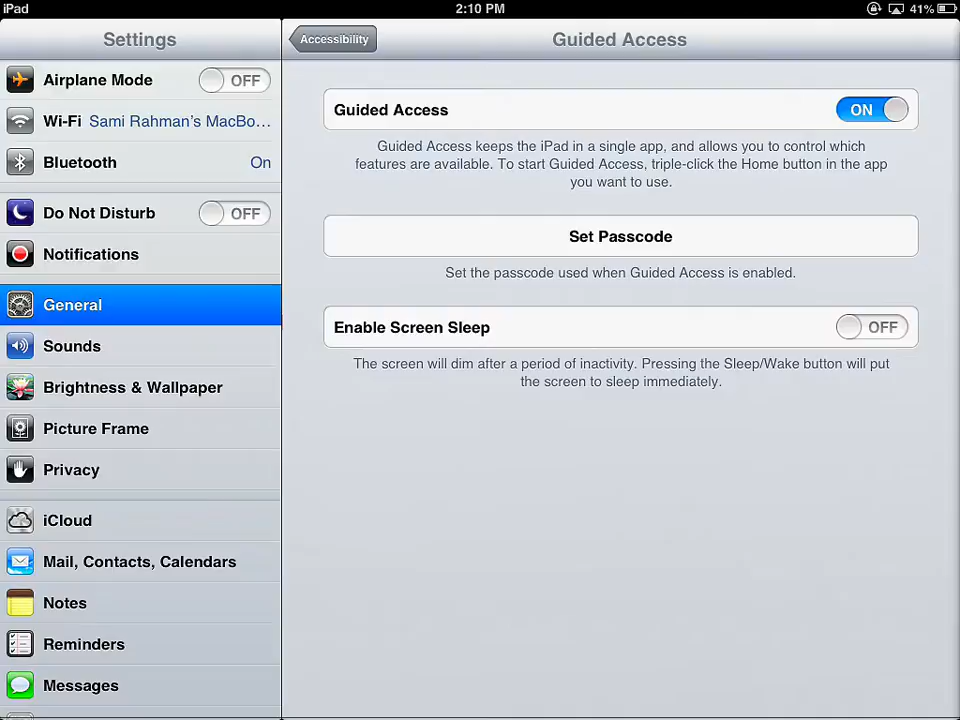 iPad
2:10 PM
41%
Settings
Accessibility
Guided Access
Airplane Mode OFF
Wi-Fi Sami Rahman's MacBo...
Bluetooth On
Do Not Disturb OFF
Notifications
General
Sounds
Brightness & Wallpaper
Picture Frame
Privacy
iCloud
Mail, Contacts, Calendars
Notes
Reminders
Messages
Guided Access ON
Guided Access keeps the iPad in a single app, and allows you to control which
features are available. To start Guided Access, triple-click the Home button in the app
you want to use.
Set Passcode
Set the passcode used when Guided Access is enabled.
Enable Screen Sleep OFF
The screen will dim after a period of inactivity. Pressing the Sleep/Wake button will put
the screen to sleep immediately.